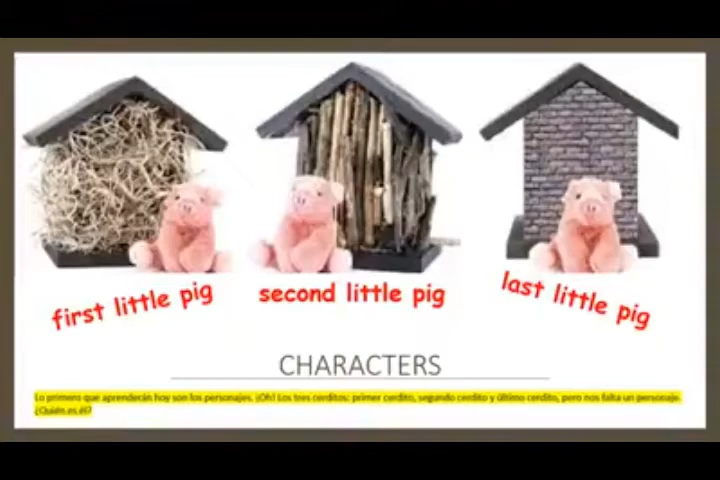 first little pig
second little pig
last little pig
CHARACTERS
Lo primero que aprenderán hoy son los personajes. ¡Oh! Los tres cerditos: primer cerdito, segundo cerdito y último cerdito, pero nos falta un personaje.
¿Quién es él?